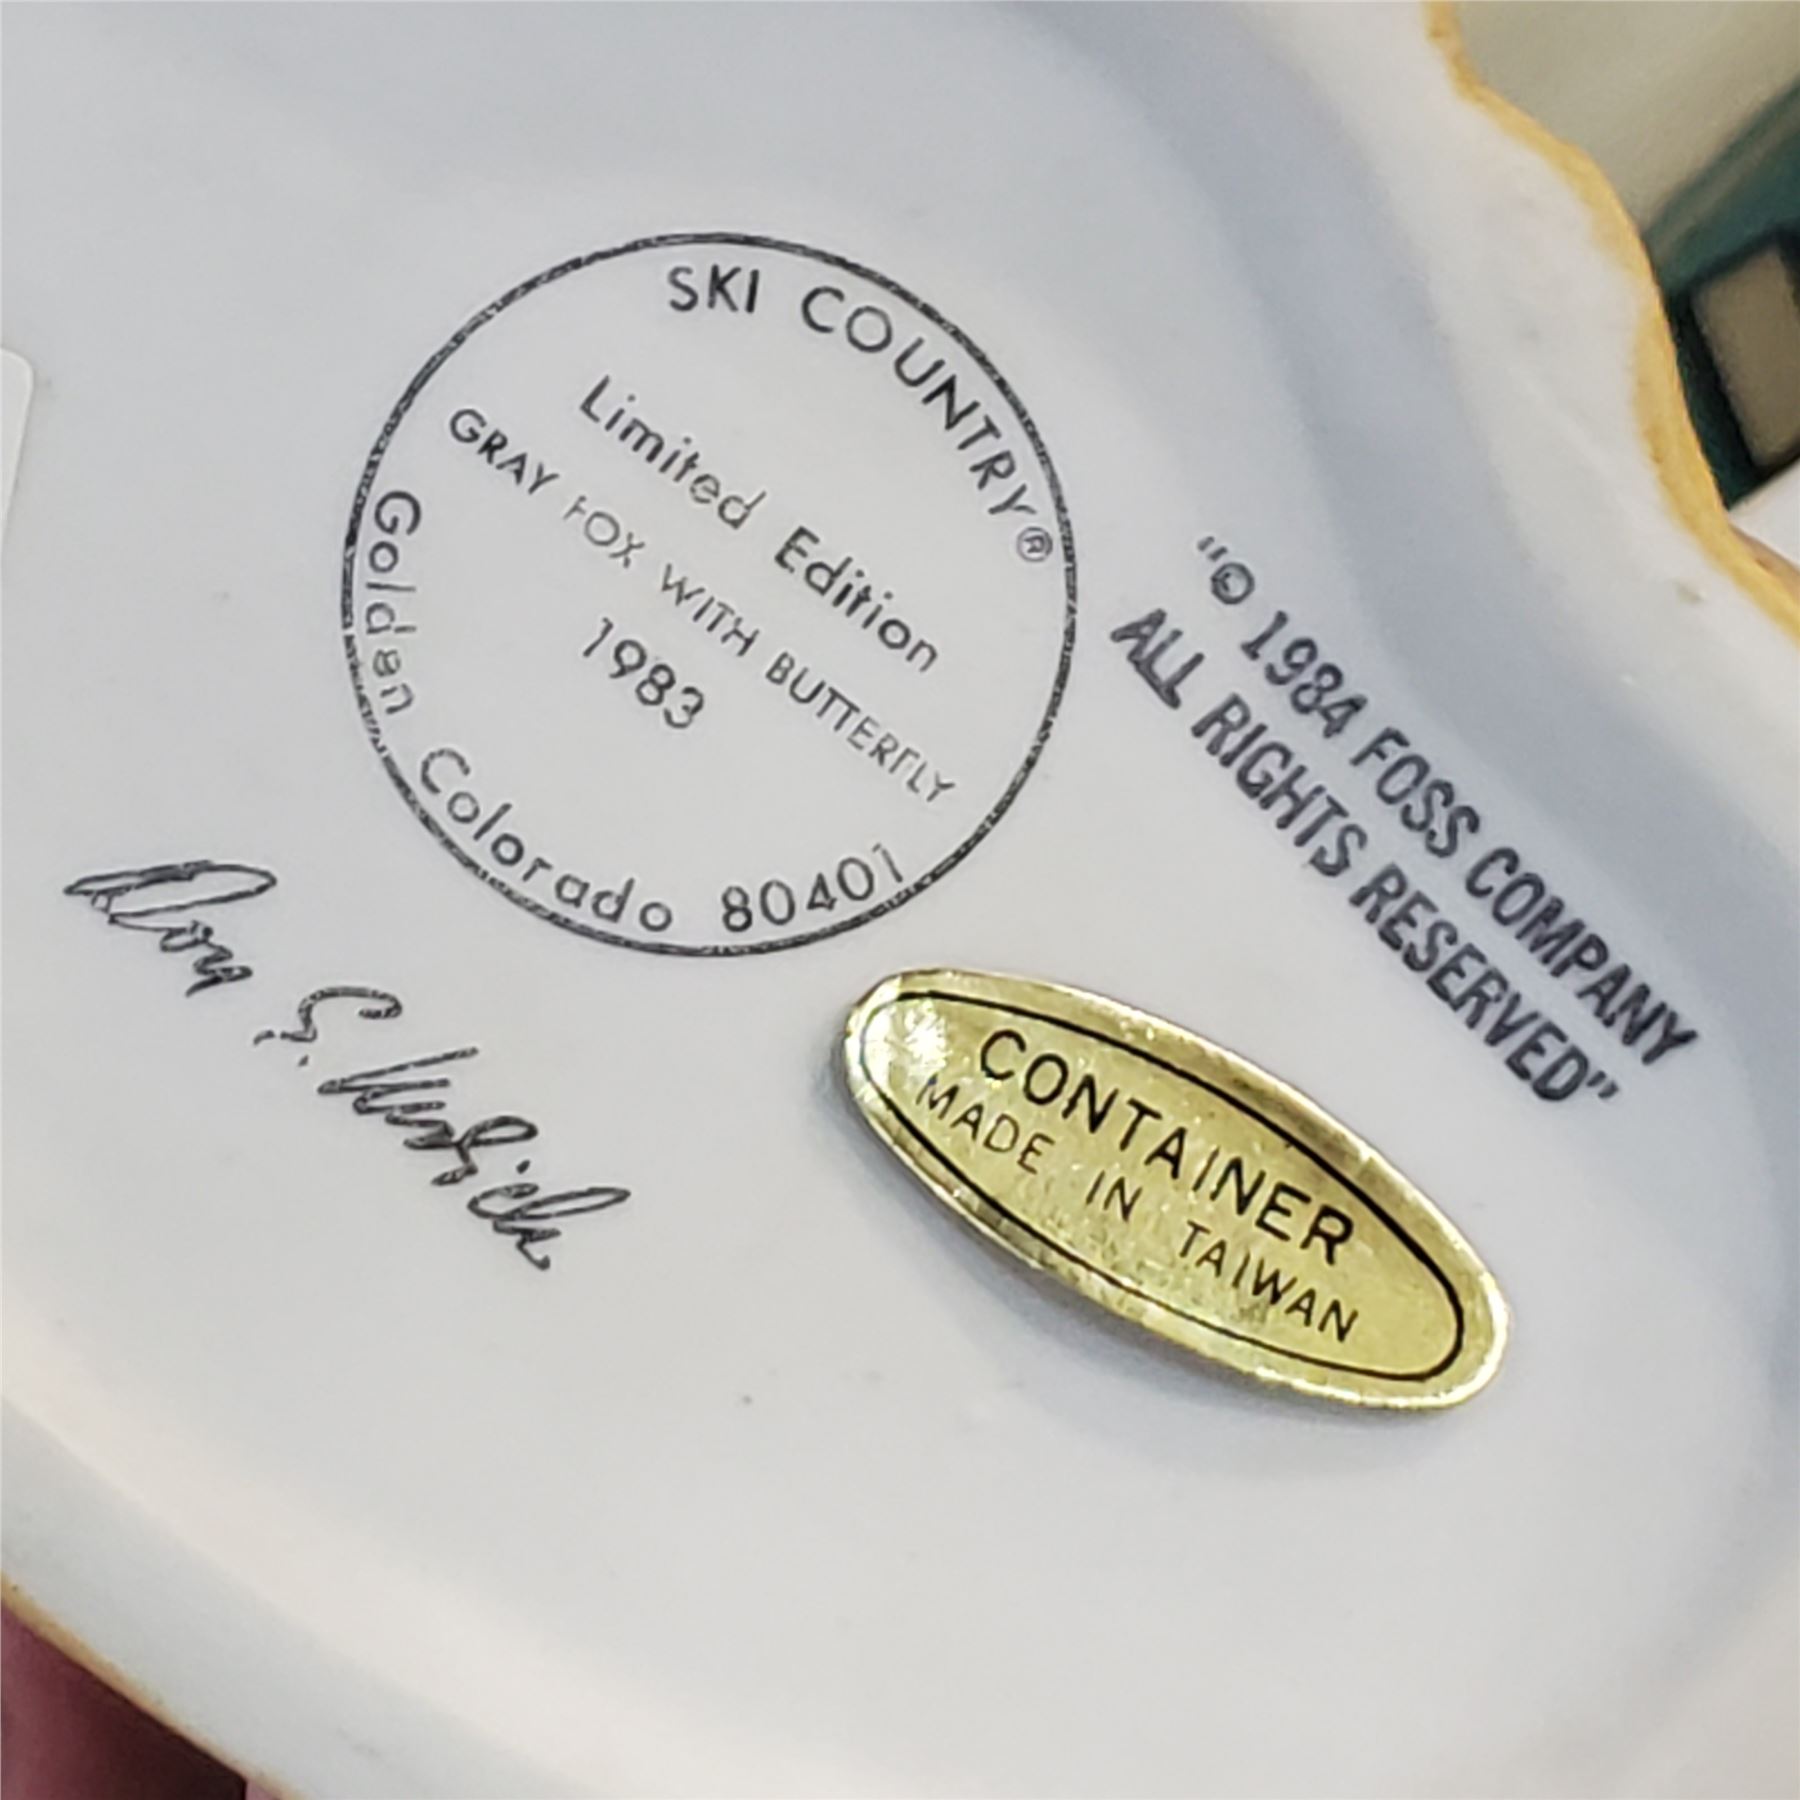 SKI COUNTRY®
Limited Edition
GRAY FOX WITH BUTTERFLY
1983
Golden Colorado 80401
"© 1984 FOSS COMPANY
ALL RIGHTS RESERVED"
CONTAINER
MADE IN TAIWAN